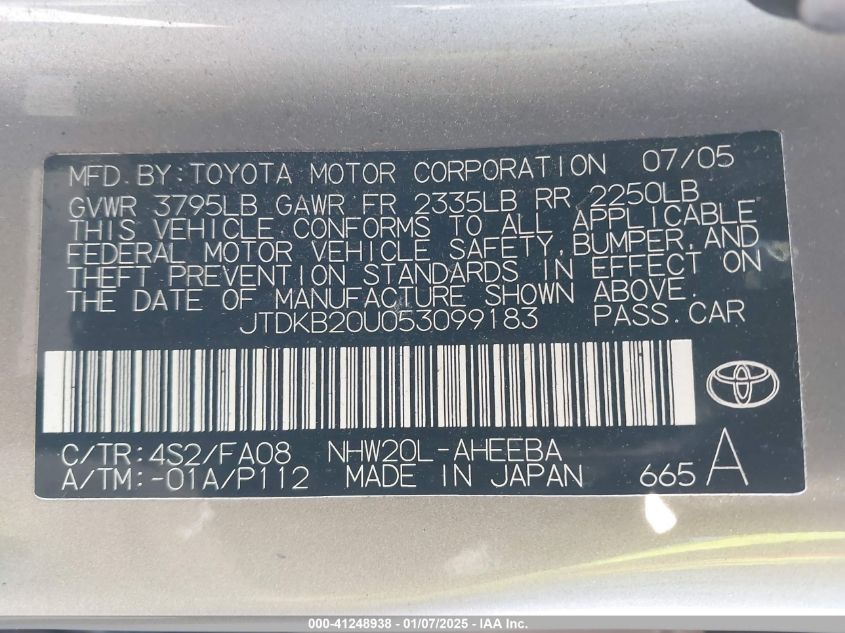 MFD.BY:TOYOTA MOTOR CORPORATION 07/05
GVWR 3795LB GAWR FR 2335LB RR 2250LB
THIS VEHICLE CONFORMS TO ALL APPLICABLE
FEDERAL MOTOR VEHICLE SAFETY,BUMPER,AND
THEFT PREVENTION STANDARDS IN EFFECT ON
THE DATE OF MANUFACTURE SHOWN ABOVE.
JTDKB20U053099183 PASS.CAR
C/TR:4S2/FA08 NHW20L-AHEEBA
A/TM:-01A/P112 MADE IN JAPAN 665 A
000-41248938 - 01/07/2025 - IAA